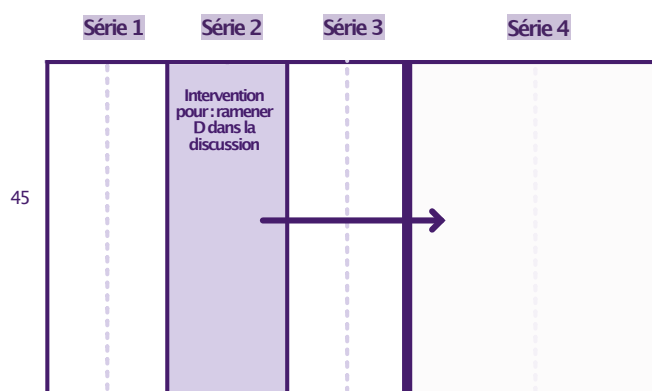 Série 1 Série 2 Série 3 Série 4
Intervention
pour : ramener
D dans la
discussion
45